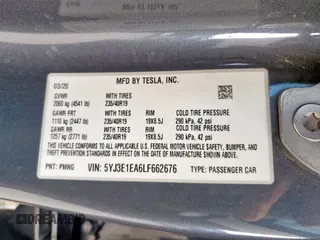 MFD BY TESLA, INC.
03/20
GVWR WITH TIRES
2060 kg (4541 lb) 235/40R19
GAWR FRT WITH TIRES RIM COLD TIRE PRESSURE
1110 kg (2447 lb) 235/40R19 19X8.5J 290 kPa, 42 psi
GAWR RR WITH TIRES RIM COLD TIRE PRESSURE
1257 kg (2771 lb) 235/40R19 19X8.5J 290 kPa, 42 psi
THIS VEHICLE CONFORMS TO ALL APPLICABLE U.S.
FEDERAL MOTOR VEHICLE SAFETY, BUMPER, AND
THEFT PREVENTION STANDARDS IN EFFECT ON THE
DATE OF MANUFACTURE SHOWN ABOVE.
PNT: PMNG VIN: 5YJ3E1EA6LF662676 TYPE: PASSENGER CAR